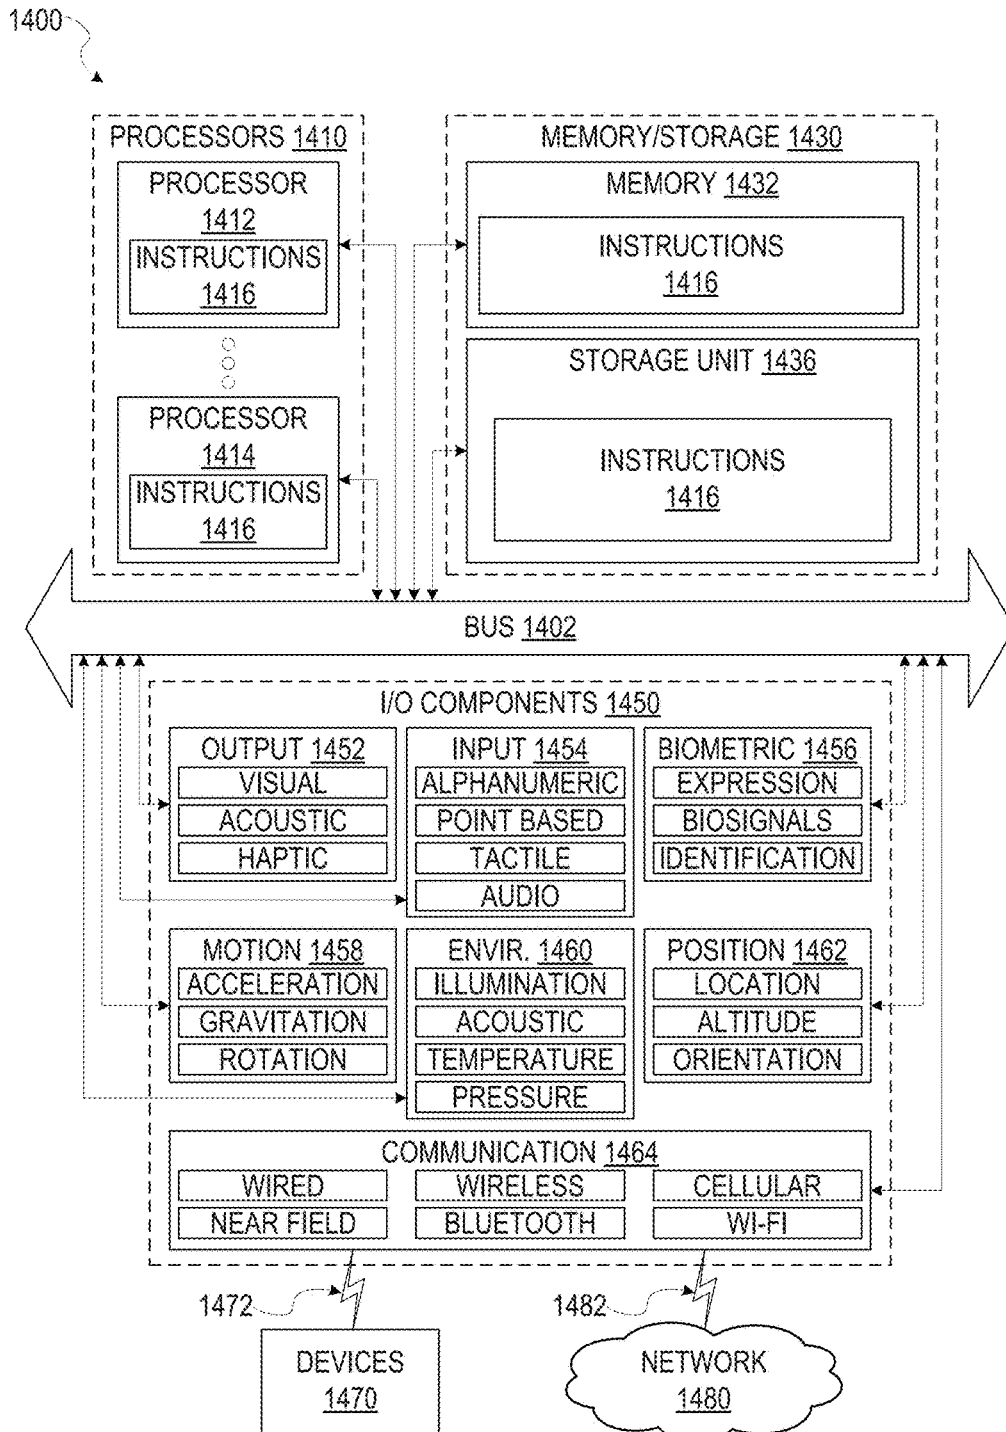 1400
PROCESSORS 1410
PROCESSOR
1412
INSTRUCTIONS
1416
PROCESSOR
1414
INSTRUCTIONS
1416
MEMORY/STORAGE 1430
MEMORY 1432
INSTRUCTIONS
1416
STORAGE UNIT 1436
INSTRUCTIONS
1416
BUS 1402
I/O COMPONENTS 1450
OUTPUT 1452
VISUAL
ACOUSTIC
HAPTIC
INPUT 1454
ALPHANUMERIC
POINT BASED
TACTILE
AUDIO
BIOMETRIC 1456
EXPRESSION
BIOSIGNALS
IDENTIFICATION
MOTION 1458
ACCELERATION
GRAVITATION
ROTATION
ENVIR. 1460
ILLUMINATION
ACOUSTIC
TEMPERATURE
PRESSURE
POSITION 1462
LOCATION
ALTITUDE
ORIENTATION
COMMUNICATION 1464
WIRED
WIRELESS
CELLULAR
NEAR FIELD
BLUETOOTH
WI-FI
1472
1482
DEVICES
1470
NETWORK
1480